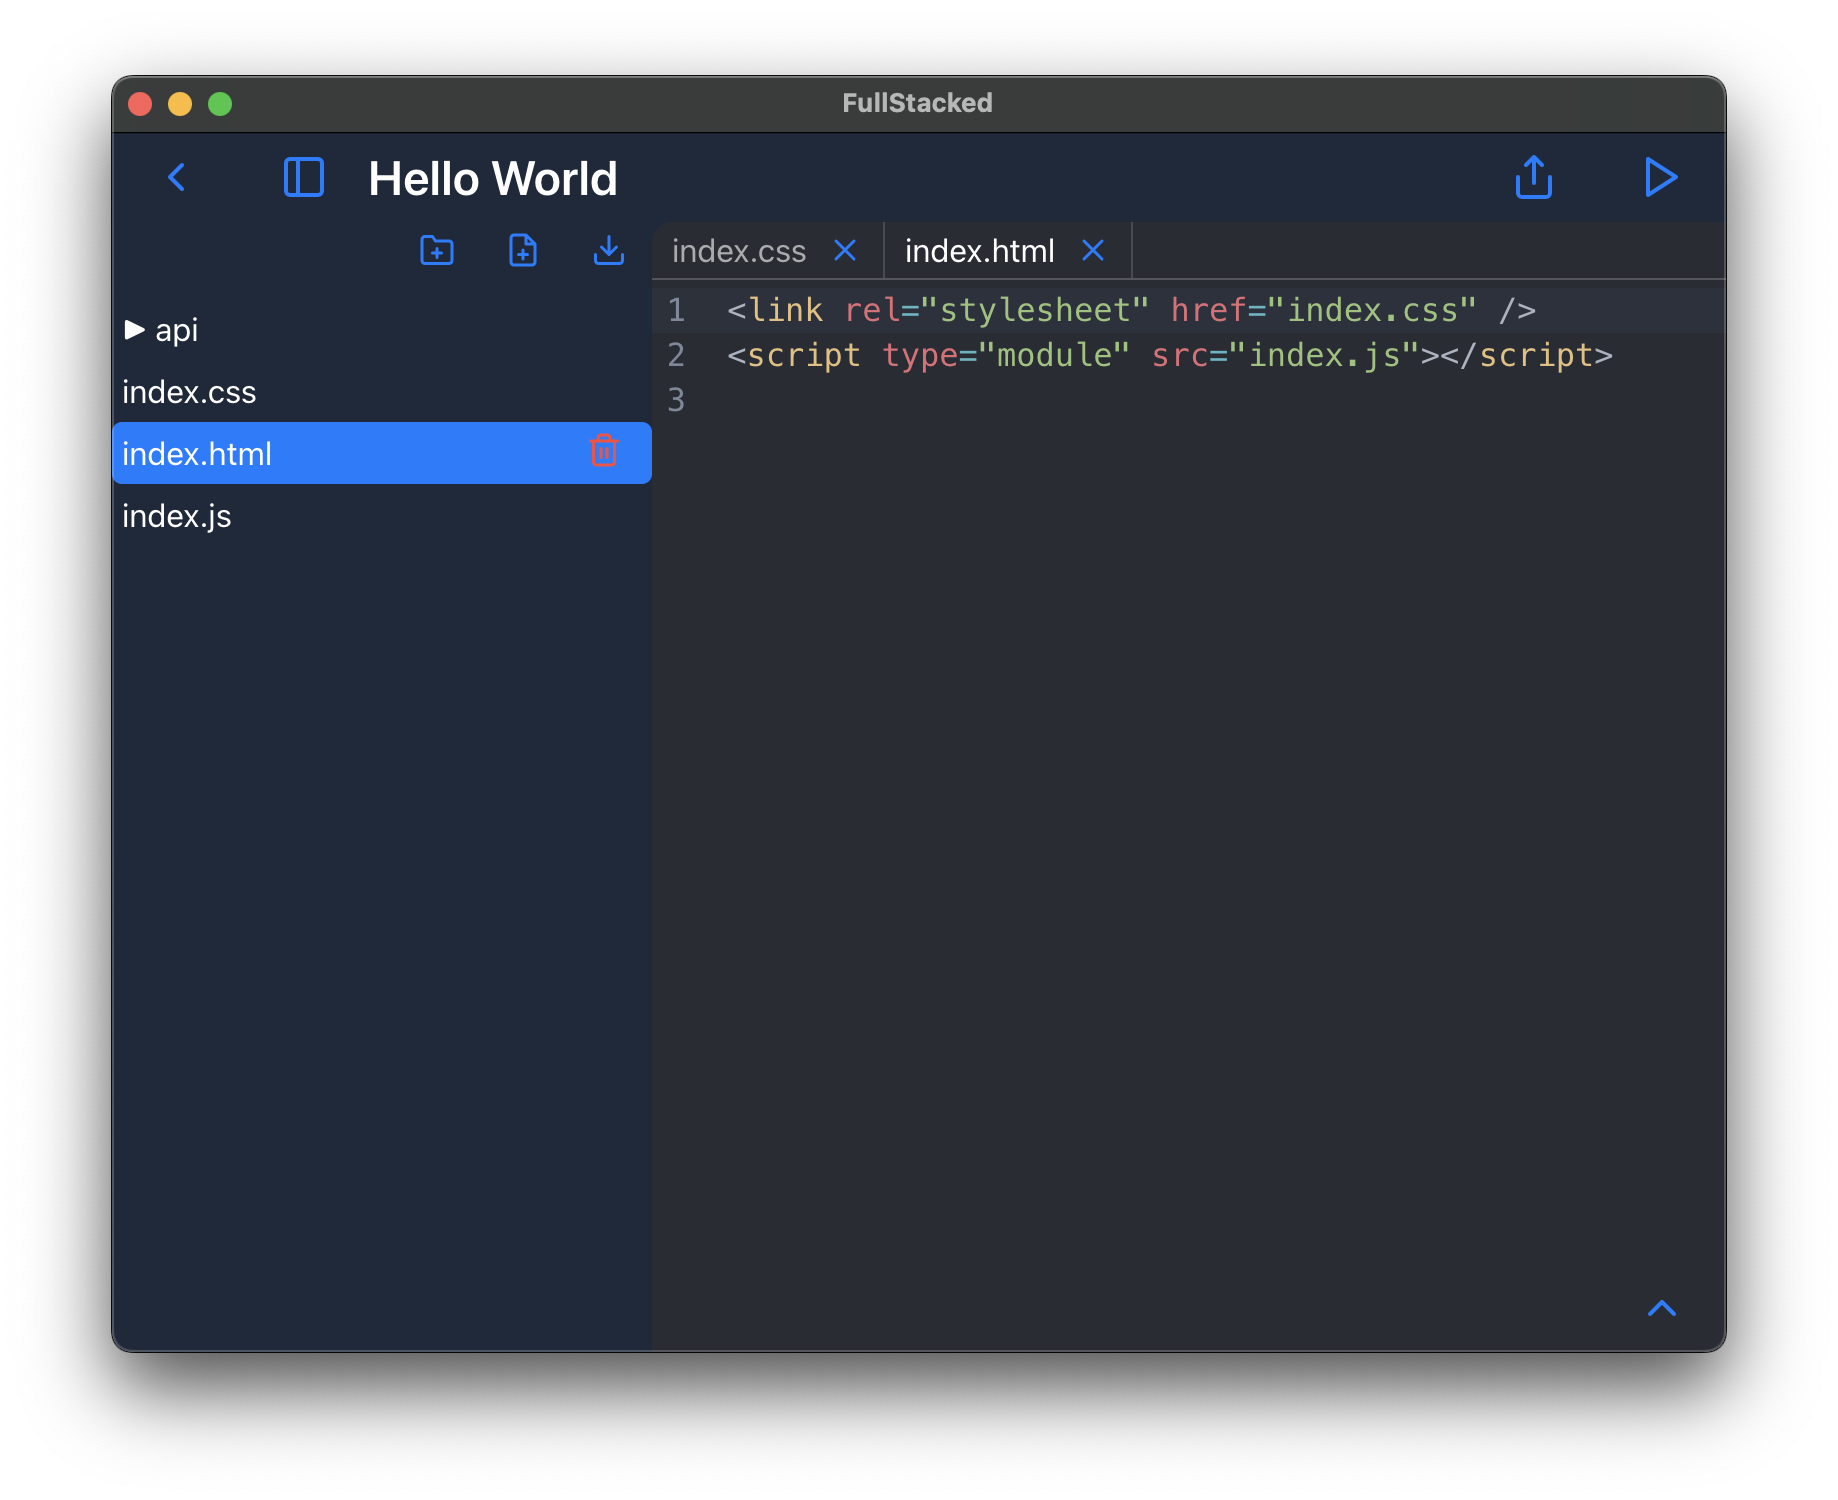 FullStacked
Hello World
index.css
index.html
api
index.css
index.html
index.js
1 <link rel="stylesheet" href="index.css" />
2 <script type="module" src="index.js"></script>
3